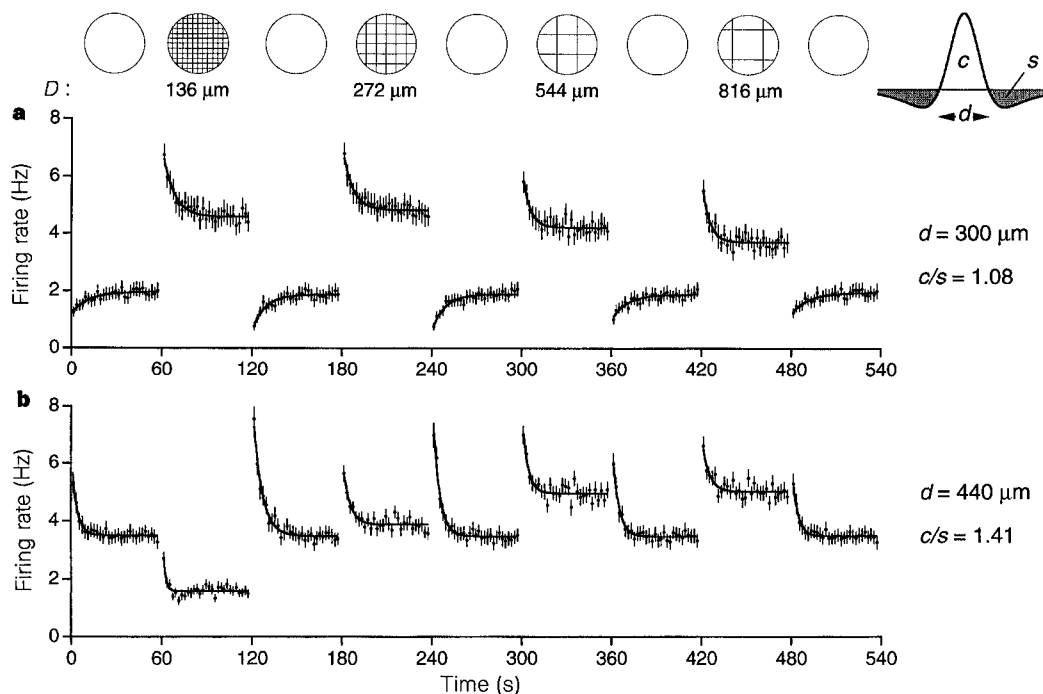 D : 136 μm 272 μm 544 μm 816 μm
c s
d
a
8
6
4
2
0
Firing rate (Hz)
0 60 120 180 240 300 360 420 480 540
d = 300 μm
c/s = 1.08
b
8
6
4
2
0
Firing rate (Hz)
0 60 120 180 240 300 360 420 480 540
Time (s)
d = 440 μm
c/s = 1.41